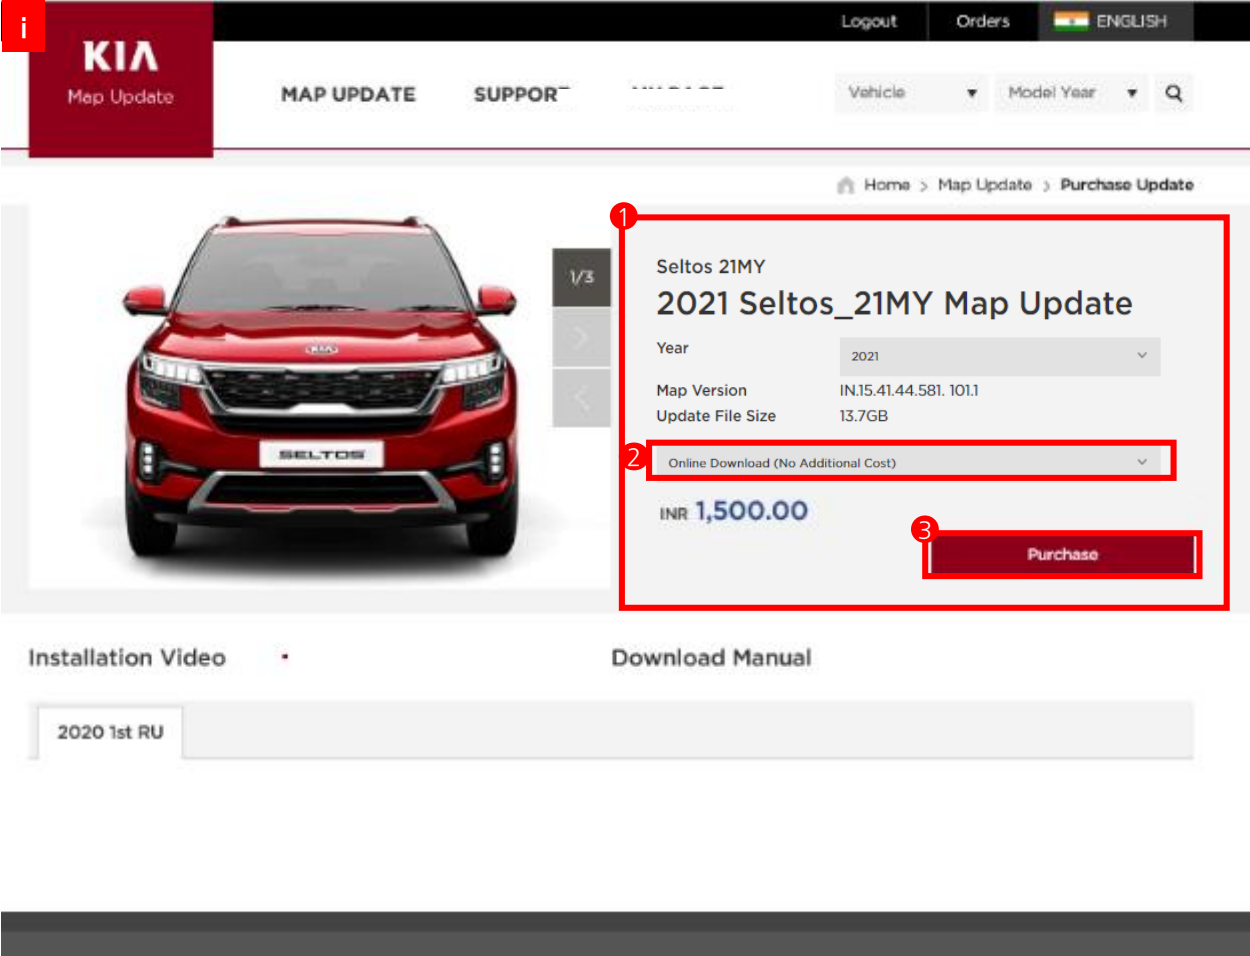 i
Logout
Orders
ENGLISH
KIA
Map Update
MAP UPDATE
SUPPORT
Vehicle
Model Year
Home > Map Update > Purchase Update
1
1/3
>
<
SELTOS
Seltos 21MY
2021 Seltos_21MY Map Update
Year
2021
Map Version
IN.15.41.44.581. 101.1
Update File Size
13.7GB
2
Online Download (No Additional Cost)
INR 1,500.00
3
Purchase
Installation Video
Download Manual
2020 1st RU